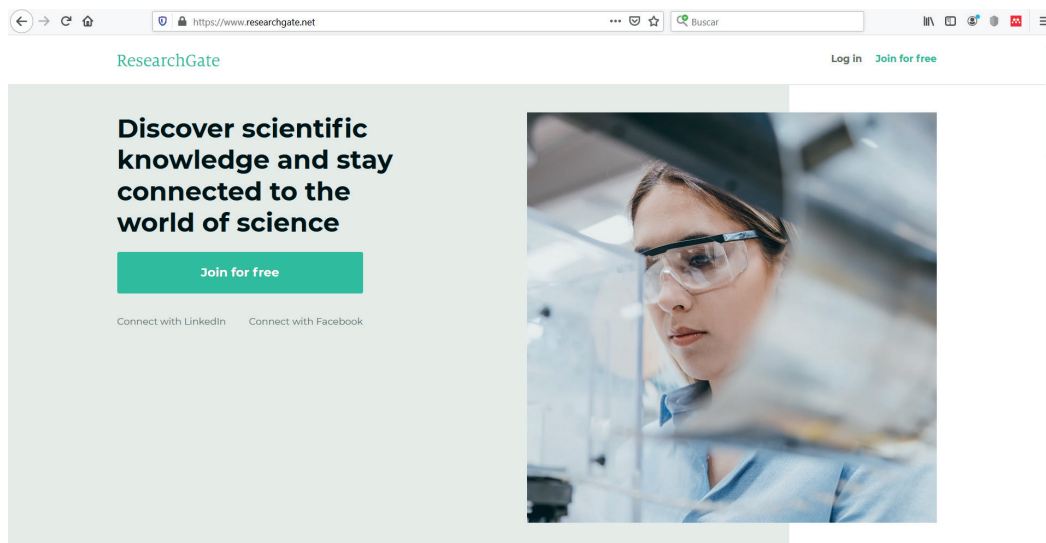 https://www.researchgate.net
Buscar
ResearchGate
Log in Join for free
Discover scientific
knowledge and stay
connected to the
world of science
Join for free
Connect with LinkedIn Connect with Facebook